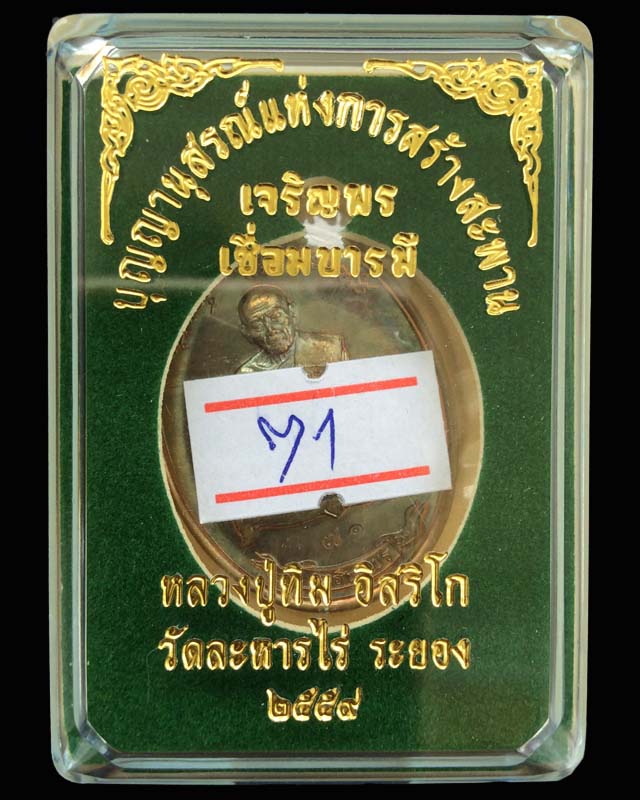 บุญญานุสรณ์แห่งการสร้างสะพาน
เจริญพร
เชื่อมบารมี
หลวงปู่ทิม อิสริโก
วัดละหารไร่ ระยอง
๒๕๕๙